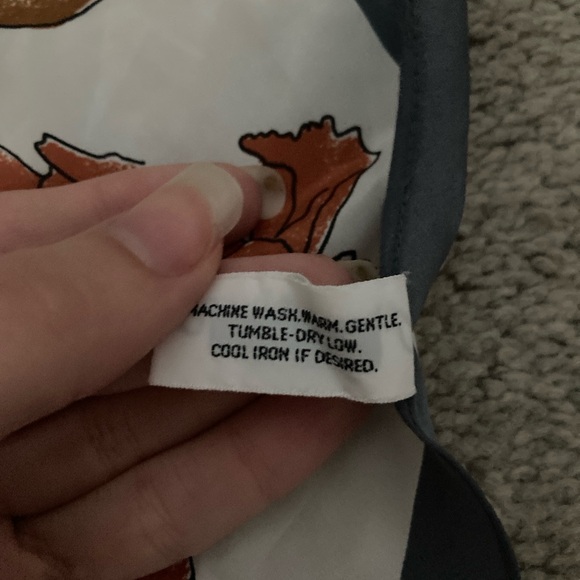 MACHINE WASH.WARM.GENTLE.
TUMBLE-DRY LOW.
COOL IRON IF DESIRED.